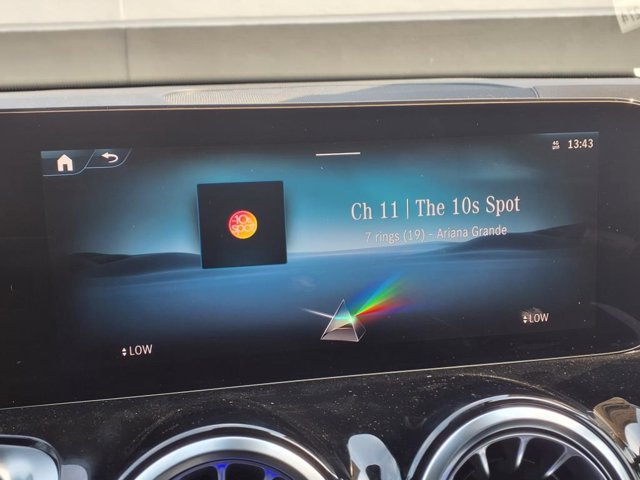 13:43
10s
spot
Ch 11 | The 10s Spot
7 rings (19) - Ariana Grande
LOW
LOW